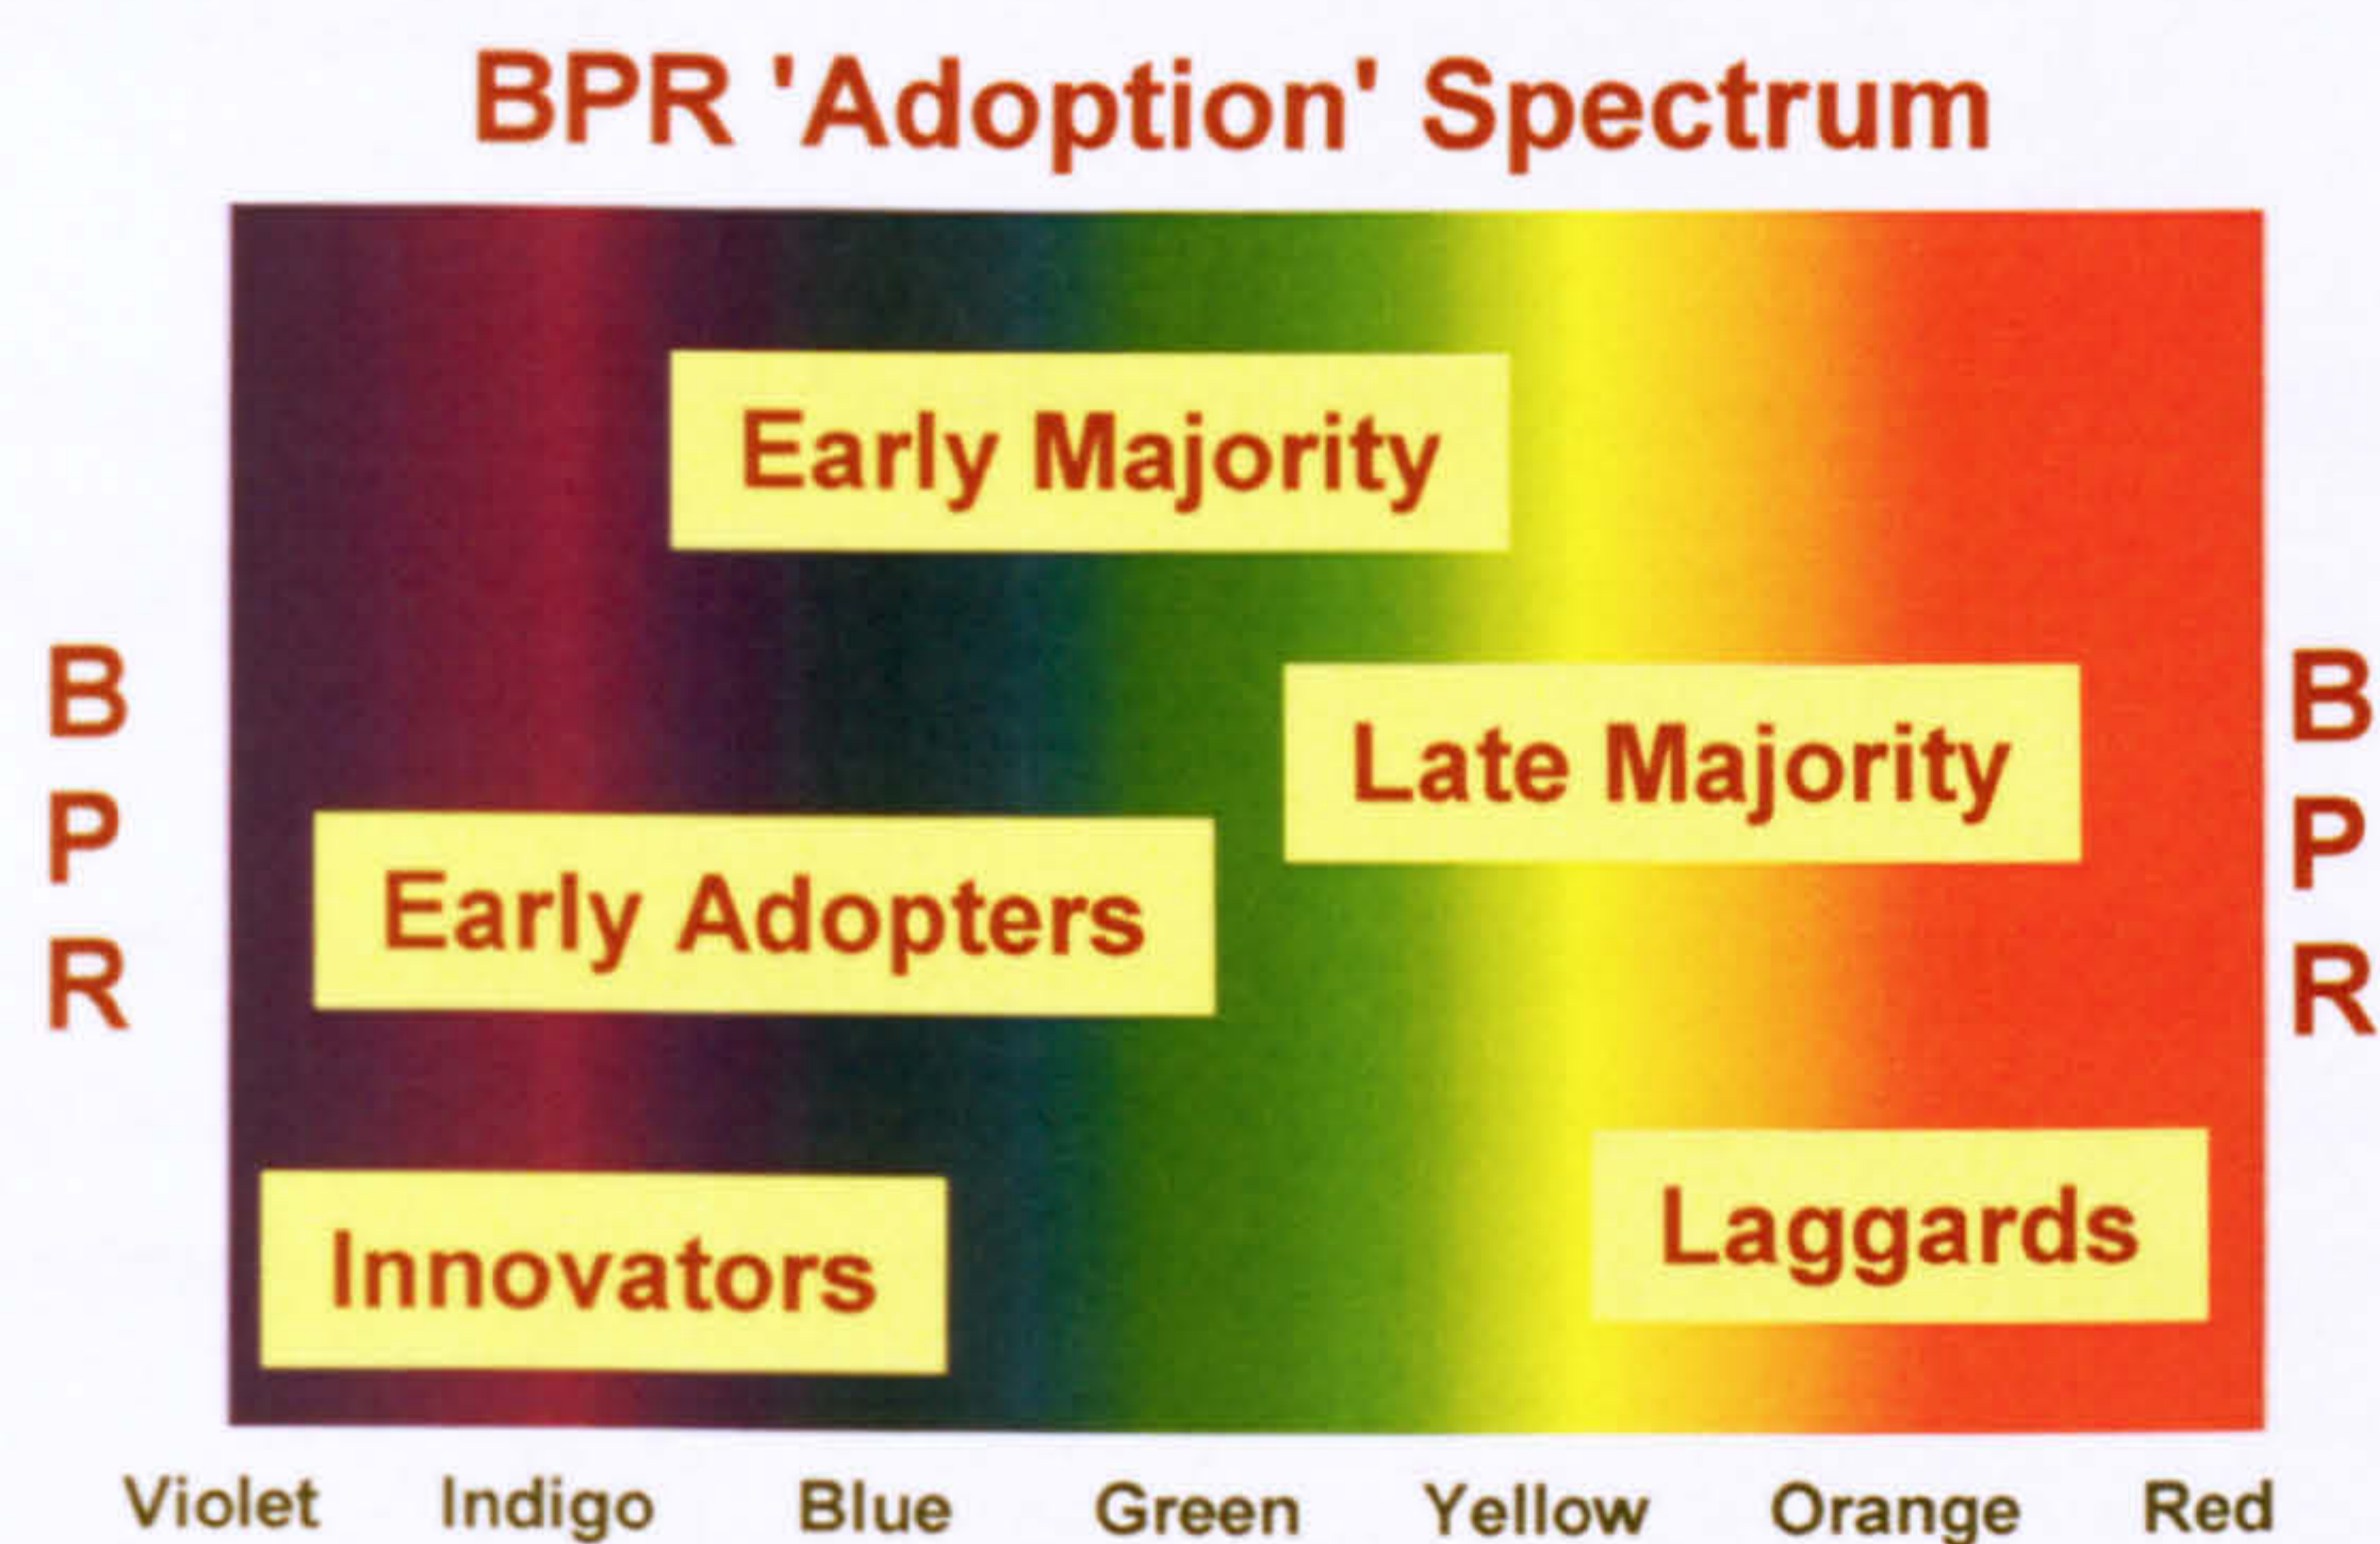 BPR 'Adoption' Spectrum
Early Majority
Late Majority
Early Adopters
Innovators
Laggards
B
P
R
B
P
R
Violet Indigo Blue Green Yellow Orange Red